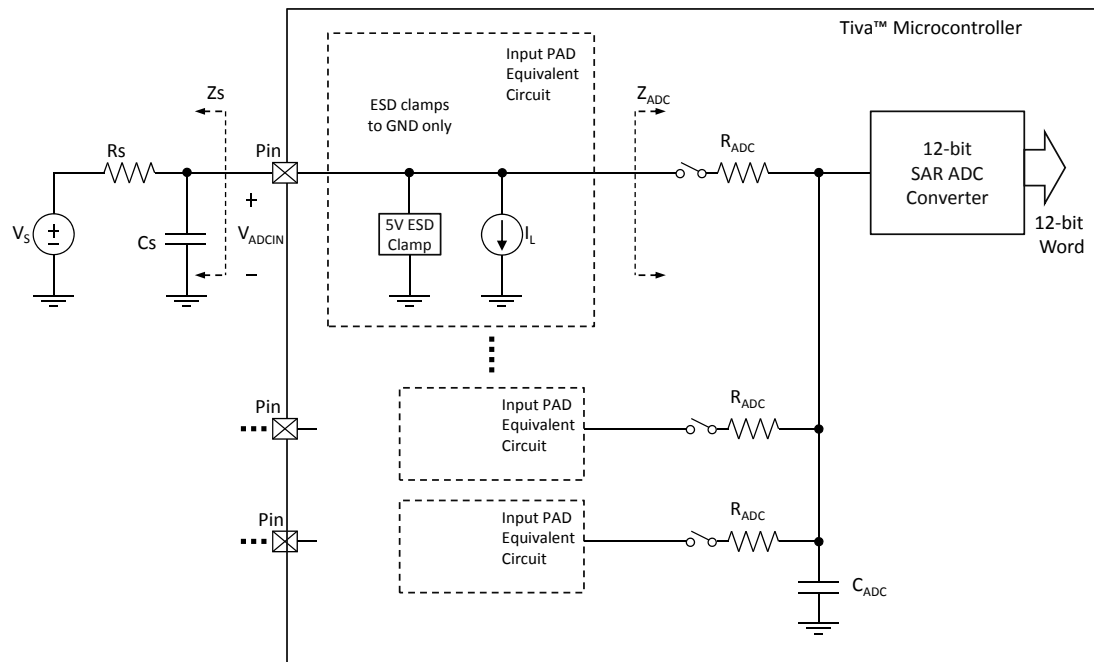 Tiva™ Microcontroller
Input PAD
Equivalent
Circuit
ESD clamps
to GND only
Zs
ZADC
Pin
Rs
RADC
12-bit
SAR ADC
Converter
VS
+
−
Cs
+
VADCIN
−
5V ESD
Clamp
IL
12-bit
Word
Pin
Input PAD
Equivalent
Circuit
RADC
Pin
Input PAD
Equivalent
Circuit
RADC
CADC